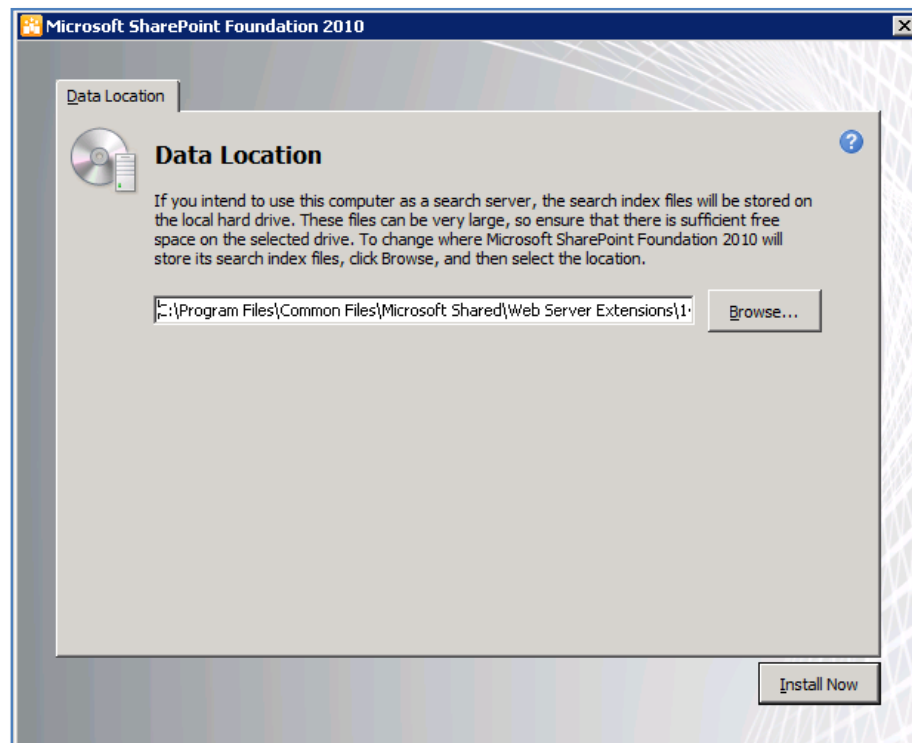 Microsoft SharePoint Foundation 2010
Data Location
Data Location
If you intend to use this computer as a search server, the search index files will be stored on
the local hard drive. These files can be very large, so ensure that there is sufficient free
space on the selected drive. To change where Microsoft SharePoint Foundation 2010 will
store its search index files, click Browse, and then select the location.
C:\Program Files\Common Files\Microsoft Shared\Web Server Extensions\1
Browse...
Install Now